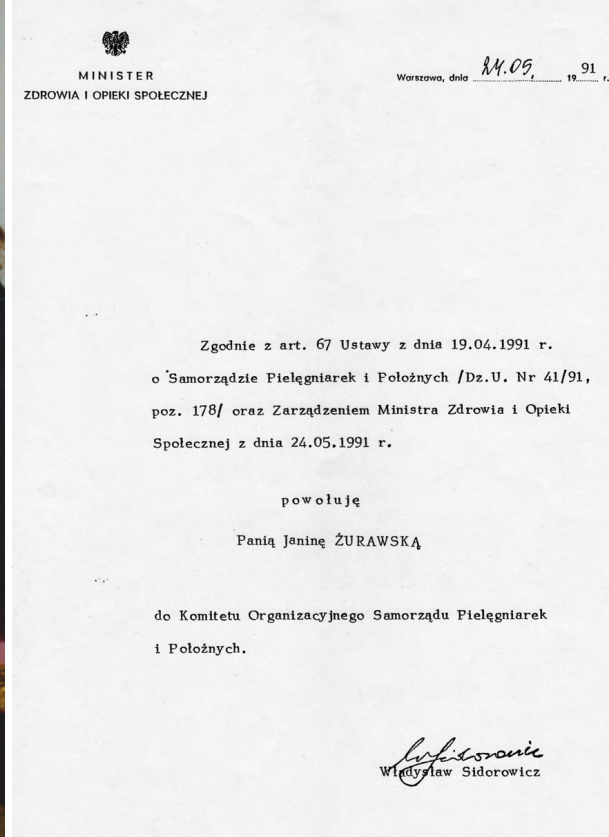 MINISTER
ZDROWIA I OPIEKI SPOŁECZNEJ
Warszawa, dnia 24.05. 19 91 r.
Zgodnie z art. 67 Ustawy z dnia 19.04.1991 r.
o Samorządzie Pielęgniarek i Położnych /Dz.U. Nr 41/91,
poz. 178/ oraz Zarządzeniem Ministra Zdrowia i Opieki
Społecznej z dnia 24.05.1991 r.
powołuję
Panią Janinę ŻURAWSKĄ
do Komitetu Organizacyjnego Samorządu Pielęgniarek
i Położnych.
Władysław Sidorowicz